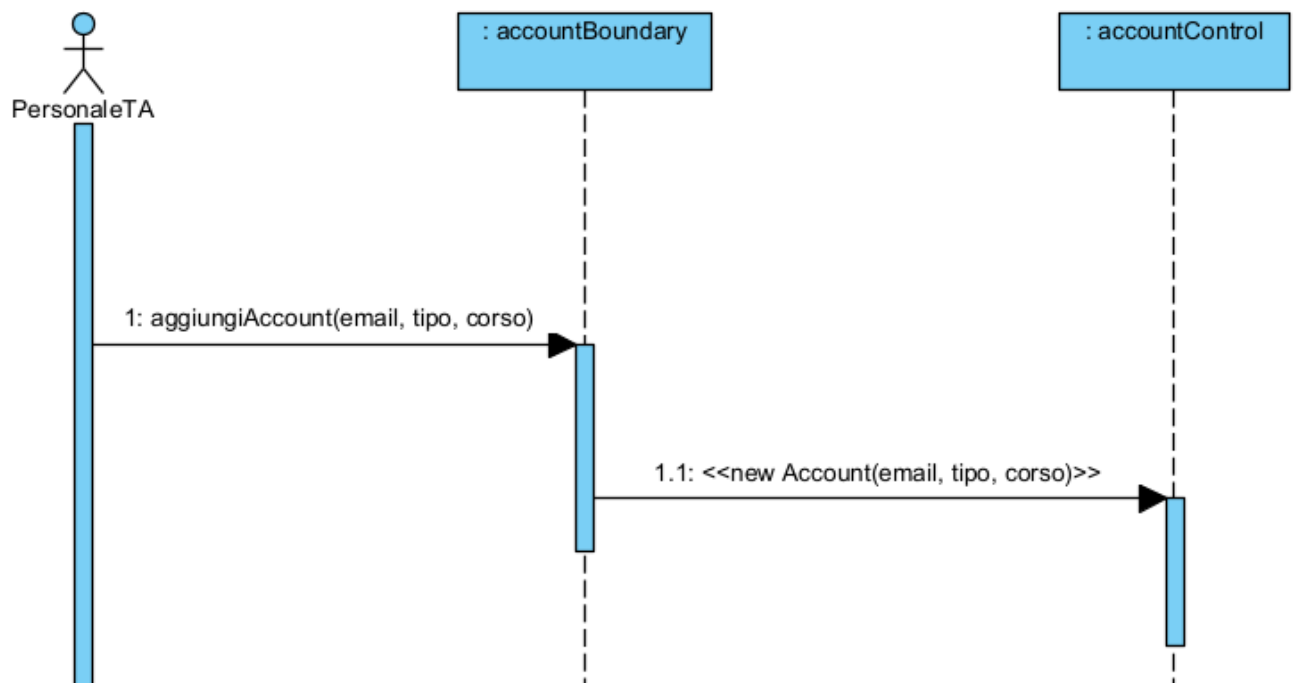 : accountBoundary
: accountControl
PersonaleTA
1: aggiungiAccount(email, tipo, corso)
1.1: <<new Account(email, tipo, corso)>>